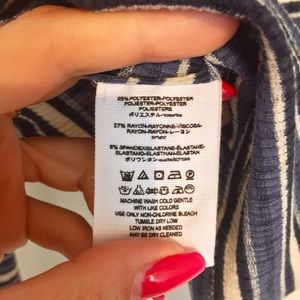 65% POLYESTER-POLYESTER
POLYESTER-POLYESTERE
POLIESTERE
ポリエステル
27% RAYON-RAYONNE-VISCOSA-
RAYON-RAYON-レーヨン
8% SPANDEX/ELASTANE-ÉLASTANE-
ELASTANO-ELASTHAN-ELASTAN
ポリウレタン
MACHINE WASH COLD GENTLE
WITH LIKE COLORS
USE ONLY NON-CHLORINE BLEACH
TUMBLE DRY LOW
LOW IRON AS NEEDED
MAY BE DRY CLEANED